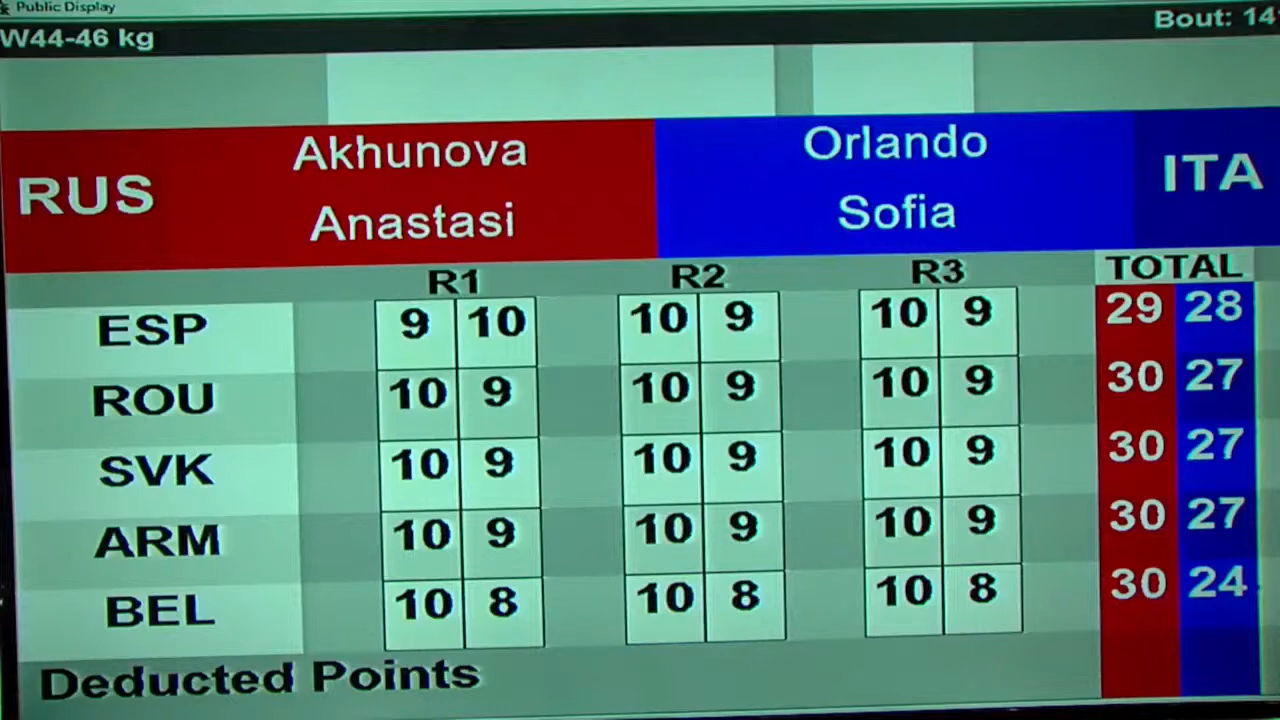 Public Display
W44-46 kg
Bout: 14
RUS Akhunova Orlando ITA
Anastasi Sofia
R1 R2 R3 TOTAL
ESP 9 10 10 9 10 9 29 28
ROU 10 9 10 9 10 9 30 27
SVK 10 9 10 9 10 9 30 27
ARM 10 9 10 9 10 9 30 27
BEL 10 8 10 8 10 8 30 24
Deducted Points